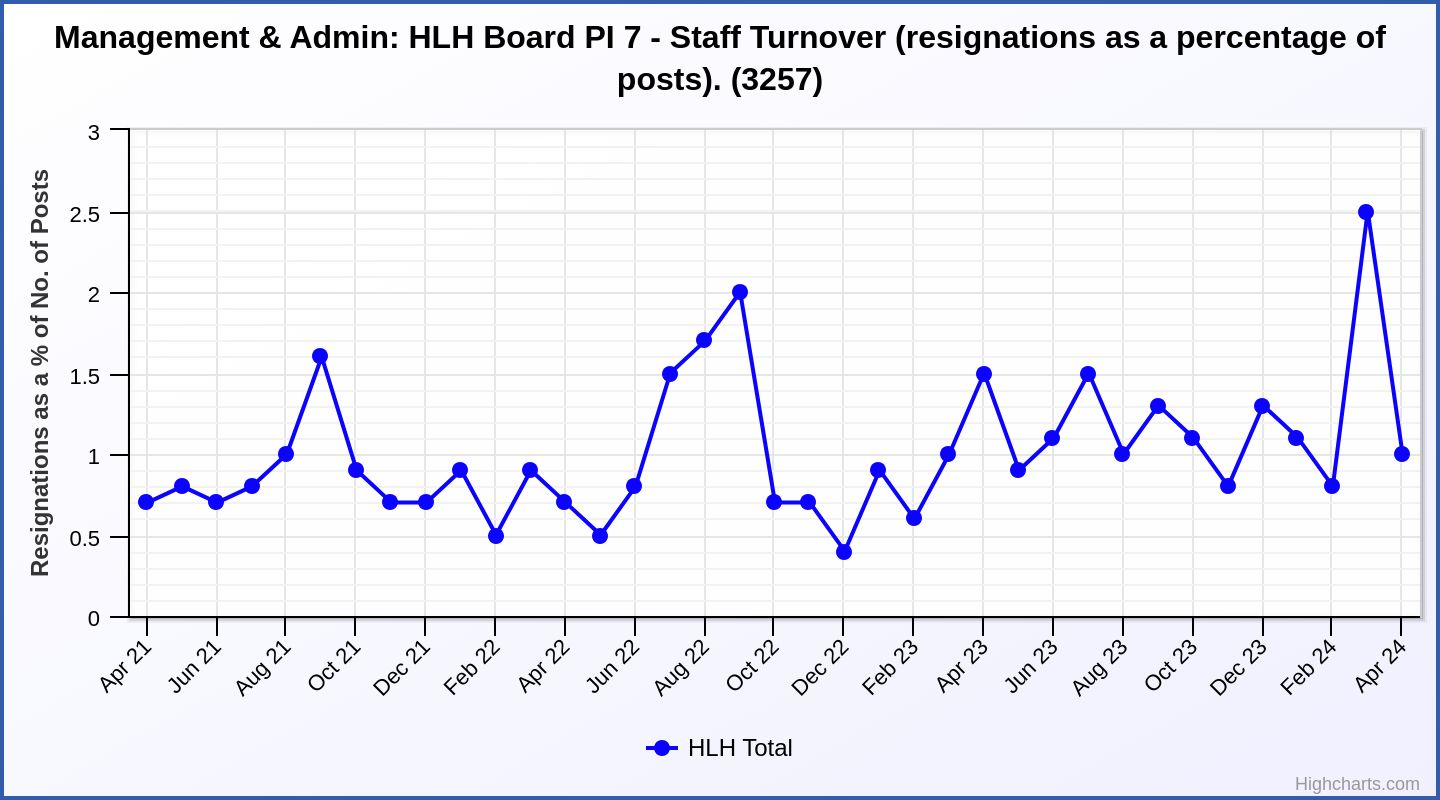 Management & Admin: HLH Board PI 7 - Staff Turnover (resignations as a percentage of
posts). (3257)
Resignations as a % of No. of Posts
3
2.5
2
1.5
1
0.5
0
Apr 21
Jun 21
Aug 21
Oct 21
Dec 21
Feb 22
Apr 22
Jun 22
Aug 22
Oct 22
Dec 22
Feb 23
Apr 23
Jun 23
Aug 23
Oct 23
Dec 23
Feb 24
Apr 24
HLH Total
Highcharts.com